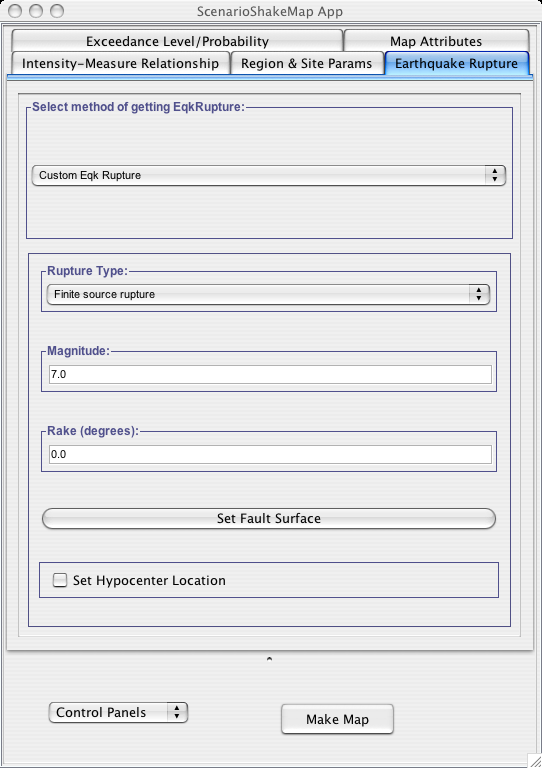 ScenarioShakeMap App
Exceedance Level/Probability
Map Attributes
Intensity-Measure Relationship
Region & Site Params
Earthquake Rupture
Select method of getting EqkRupture:
Custom Eqk Rupture
Rupture Type:
Finite source rupture
Magnitude:
7.0
Rake (degrees):
0.0
Set Fault Surface
Set Hypocenter Location
Control Panels
Make Map